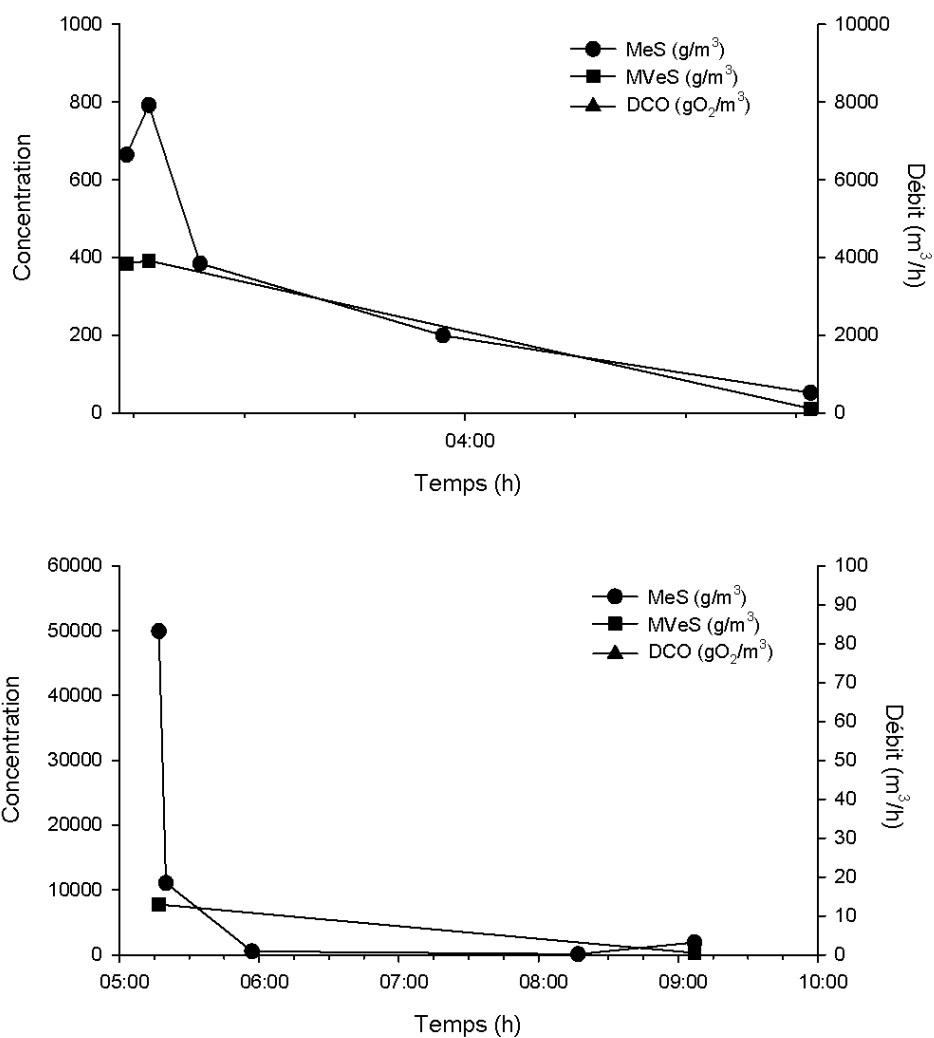 1000
800
600
400
200
0
Concentration
10000
8000
6000
4000
2000
0
Débit (m³/h)
MeS (g/m³)
MVeS (g/m³)
DCO (gO₂/m³)
04:00
Temps (h)
60000
50000
40000
30000
20000
10000
0
Concentration
100
90
80
70
60
50
40
30
20
10
0
Débit (m³/h)
MeS (g/m³)
MVeS (g/m³)
DCO (gO₂/m³)
05:00 06:00 07:00 08:00 09:00 10:00
Temps (h)